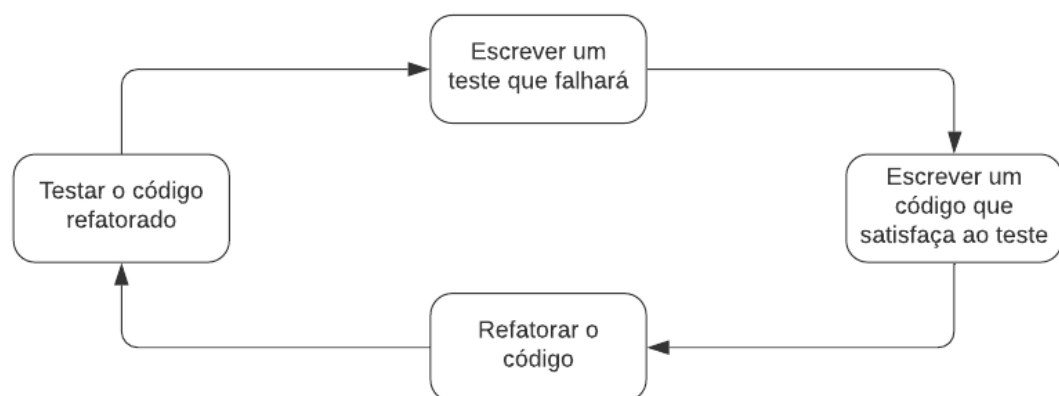 Escrever um
teste que falhará
Escrever um
código que
satisfaça ao teste
Refatorar o
código
Testar o código
refatorado